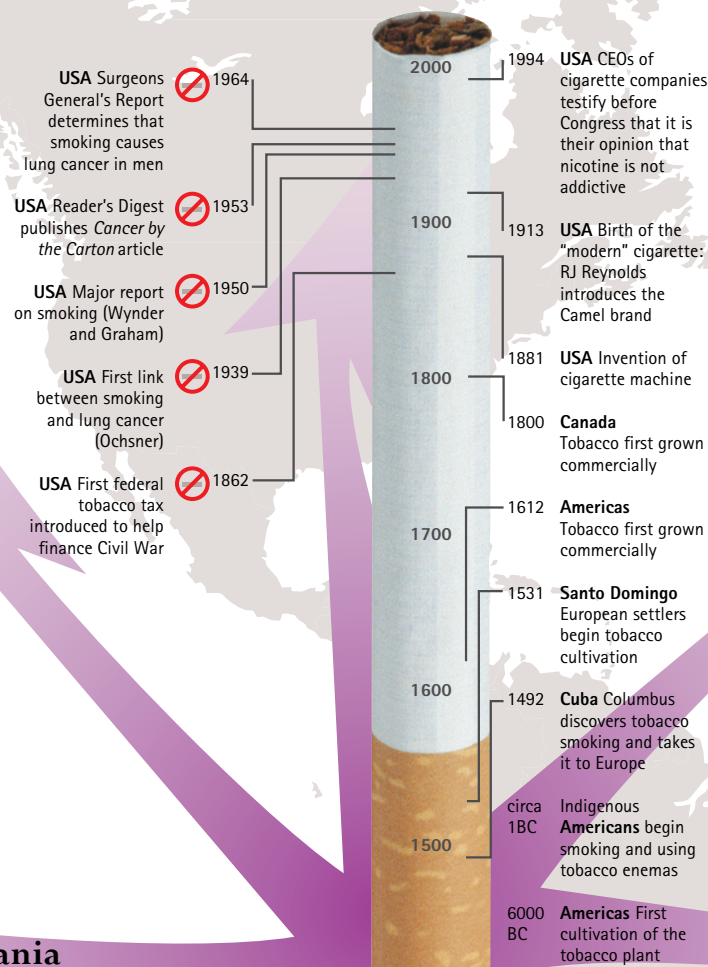 USA Surgeons
General's Report
determines that
smoking causes
lung cancer in men
1964
USA Reader's Digest
publishes Cancer by
the Carton article
1953
USA Major report
on smoking (Wynder
and Graham)
1950
USA First link
between smoking
and lung cancer
(Ochsner)
1939
USA First federal
tobacco tax
introduced to help
finance Civil War
1862
2000
1900
1800
1700
1600
1500
1994
USA CEOs of
cigarette companies
testify before
Congress that it is
their opinion that
nicotine is not
addictive
1913
USA Birth of the
"modern" cigarette:
RJ Reynolds
introduces the
Camel brand
1881
USA Invention of
cigarette machine
1800
Canada
Tobacco first grown
commercially
1612
Americas
Tobacco first grown
commercially
1531
Santo Domingo
European settlers
begin tobacco
cultivation
1492
Cuba Columbus
discovers tobacco
smoking and takes
it to Europe
circa
1BC
Indigenous
Americans begin
smoking and using
tobacco enemas
6000
BC
Americas First
cultivation of the
tobacco plant
ania